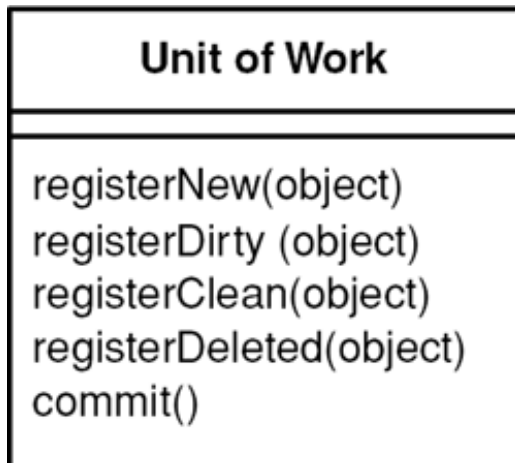 Unit of Work
registerNew(object)
registerDirty (object)
registerClean(object)
registerDeleted(object)
commit()